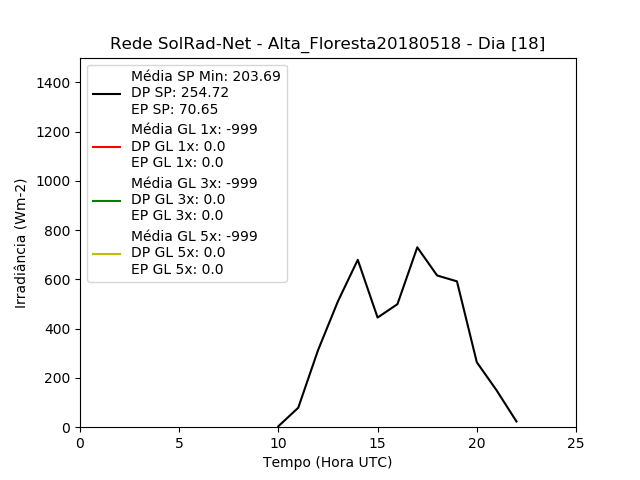 Rede SolRad-Net - Alta_Floresta20180518 - Dia [18]
Média SP Min: 203.69
DP SP: 254.72
EP SP: 70.65
Média GL 1x: -999
DP GL 1x: 0.0
EP GL 1x: 0.0
Média GL 3x: -999
DP GL 3x: 0.0
EP GL 3x: 0.0
Média GL 5x: -999
DP GL 5x: 0.0
EP GL 5x: 0.0
Irradiância (Wm-2)
1400
1200
1000
800
600
400
200
0
0 5 10 15 20 25
Tempo (Hora UTC)